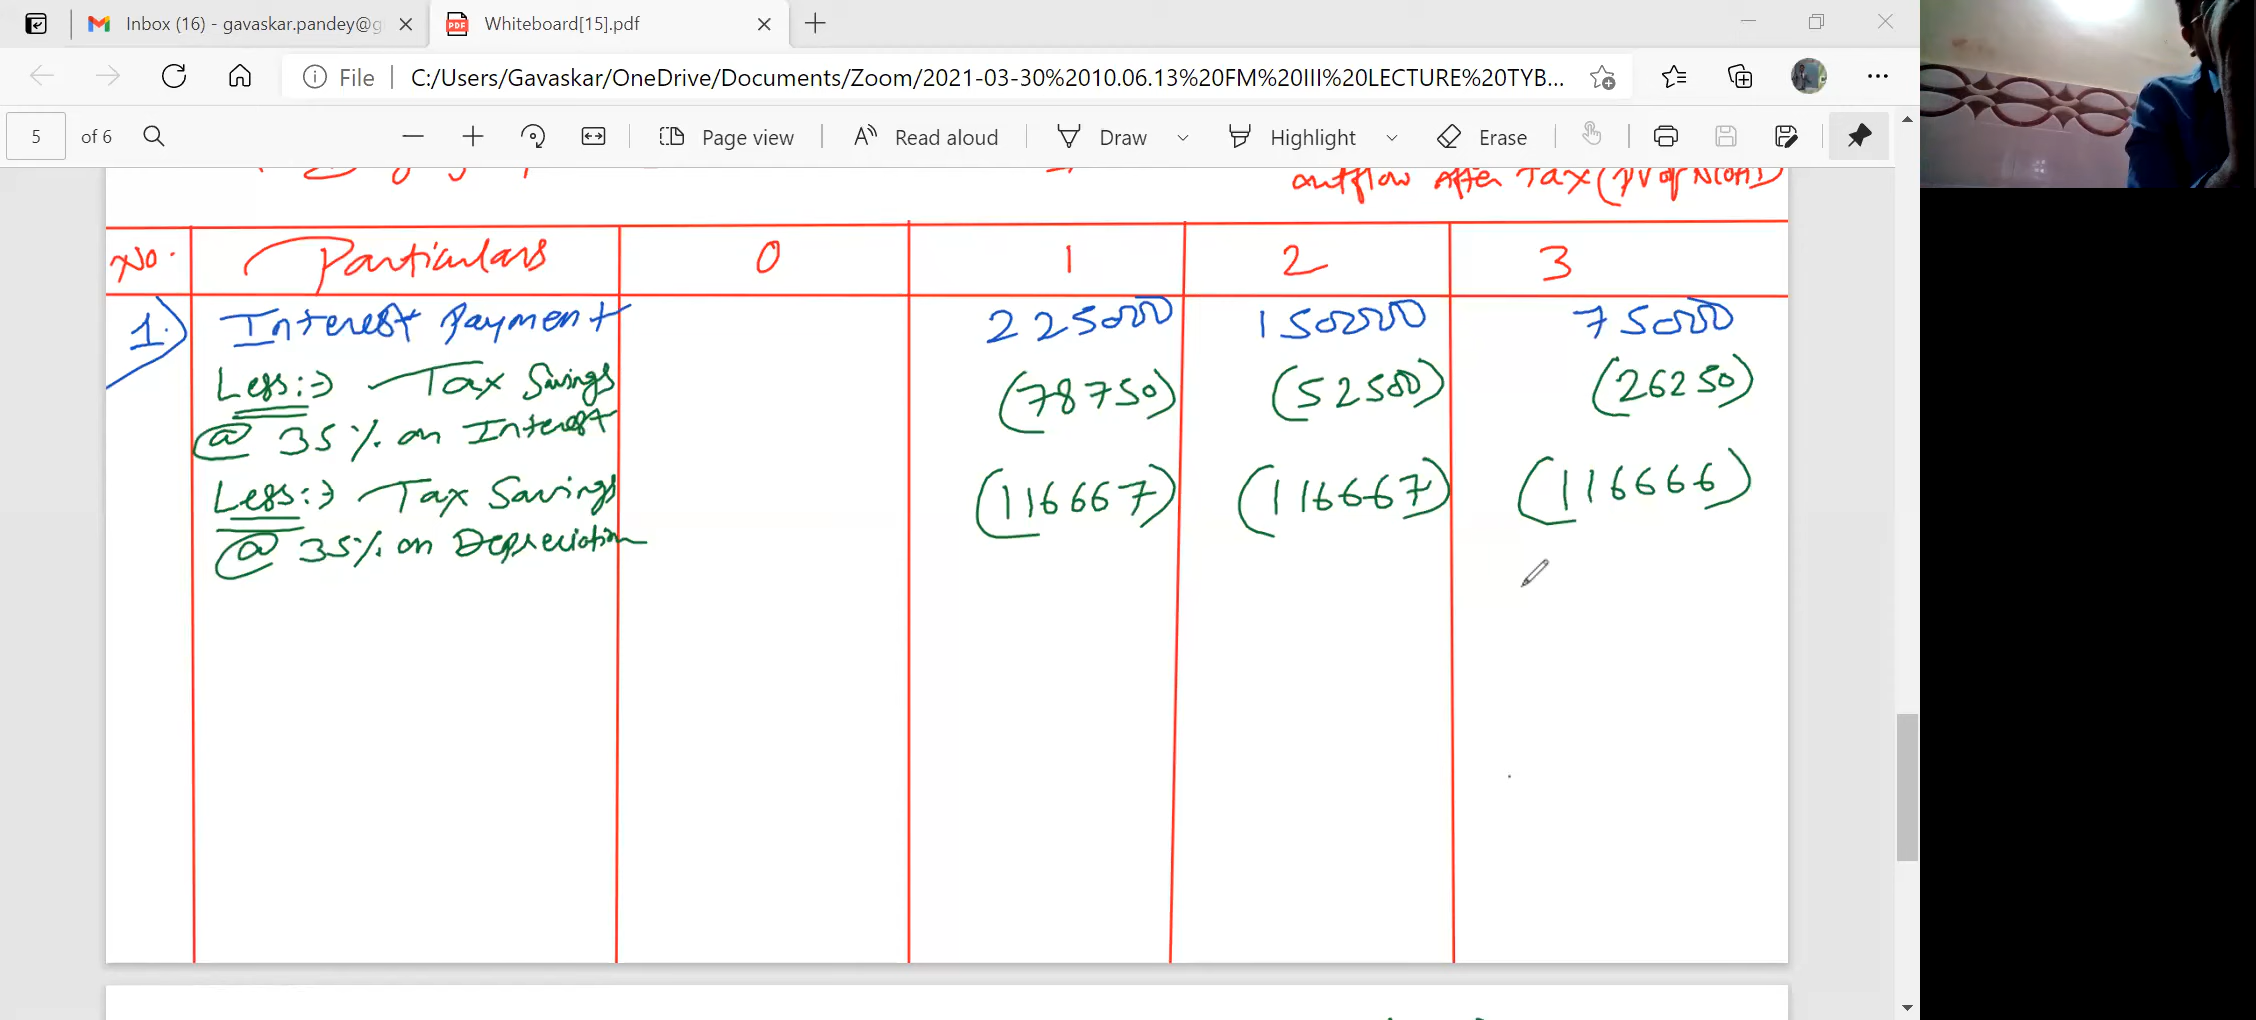 Inbox (16) - gavaskar.pandey@g
Whiteboard[15].pdf
File C:/Users/Gavaskar/OneDrive/Documents/Zoom/2021-03-30%2010.06.13%20FM%20III%20LECTURE%20TYB...
5 of 6 Page view Read aloud Draw Highlight Erase
outflow After Tax (PV of NCOAT)
No. Particulars 0 1 2 3
1.) Interest Payment 225000 150000 75000
Less:→ Tax Savings (78750) (52500) (26250)
@ 35% on Interest
Less:→ Tax Savings (116667) (116667) (116666)
@ 35% on Depreciation